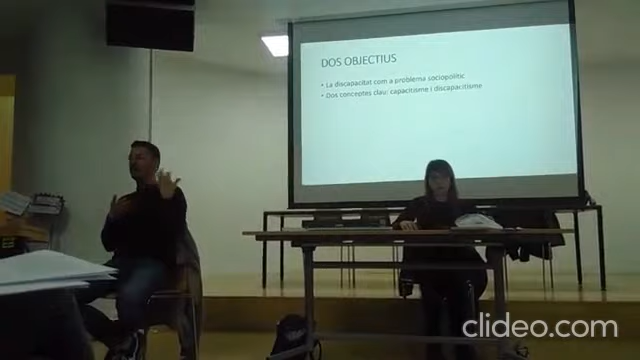 DOS OBJECTIUS
• La discapacitat com a problema sociopolític
• Dos conceptes clau: capacitisme i discapacitisme
clideo.com